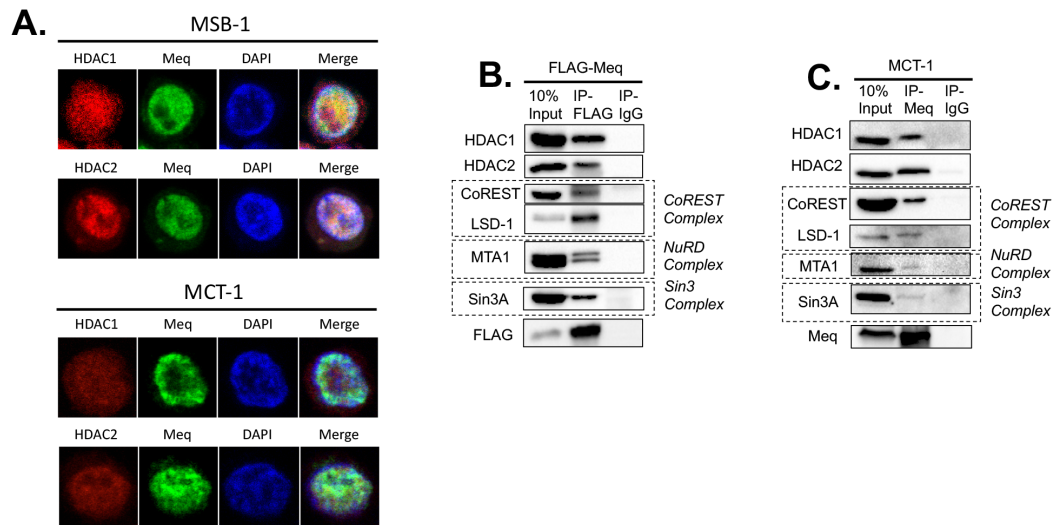 A.
MSB-1
HDAC1 Meq DAPI Merge
HDAC2 Meq DAPI Merge
MCT-1
HDAC1 Meq DAPI Merge
HDAC2 Meq DAPI Merge
B.
FLAG-Meq
10% IP- IP-
Input FLAG IgG
HDAC1
HDAC2
CoREST
LSD-1
CoREST
Complex
MTA1
NuRD
Complex
Sin3A
Sin3
Complex
FLAG
C.
MCT-1
10% IP- IP-
Input Meq IgG
HDAC1
HDAC2
CoREST
LSD-1
CoREST
Complex
MTA1
NuRD
Complex
Sin3A
Sin3
Complex
Meq